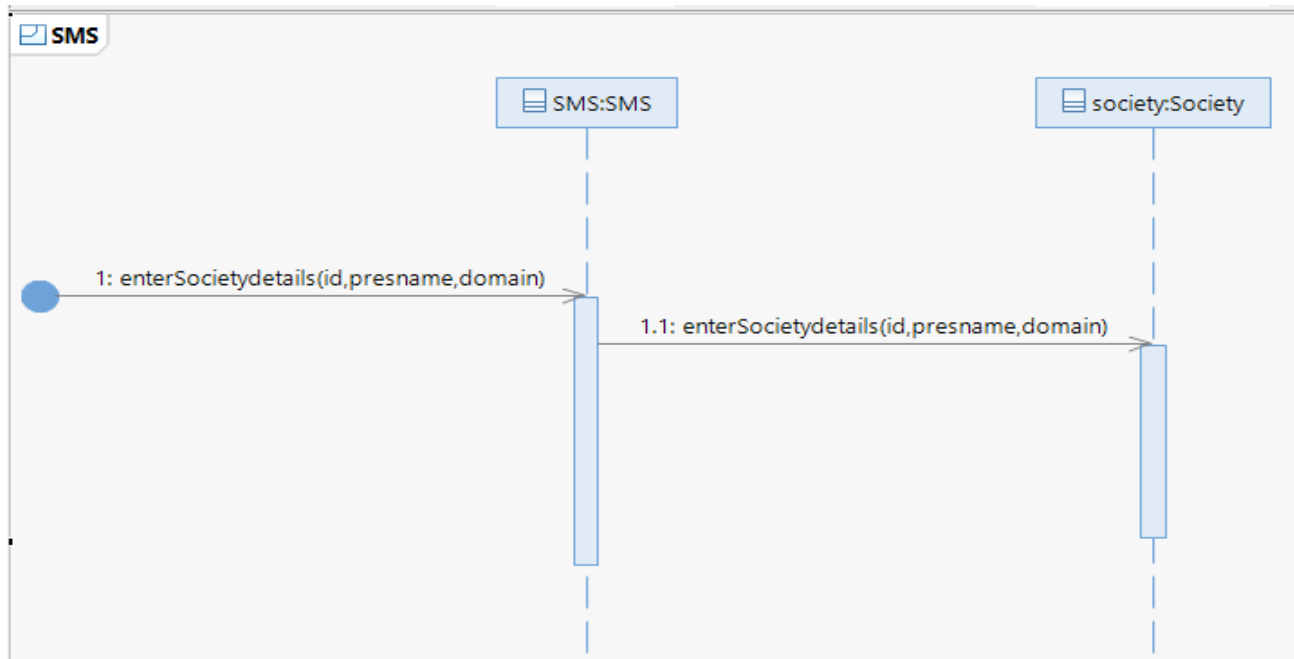 SMS
SMS:SMS
society:Society
1: enterSocietydetails(id,presname,domain)
1.1: enterSocietydetails(id,presname,domain)